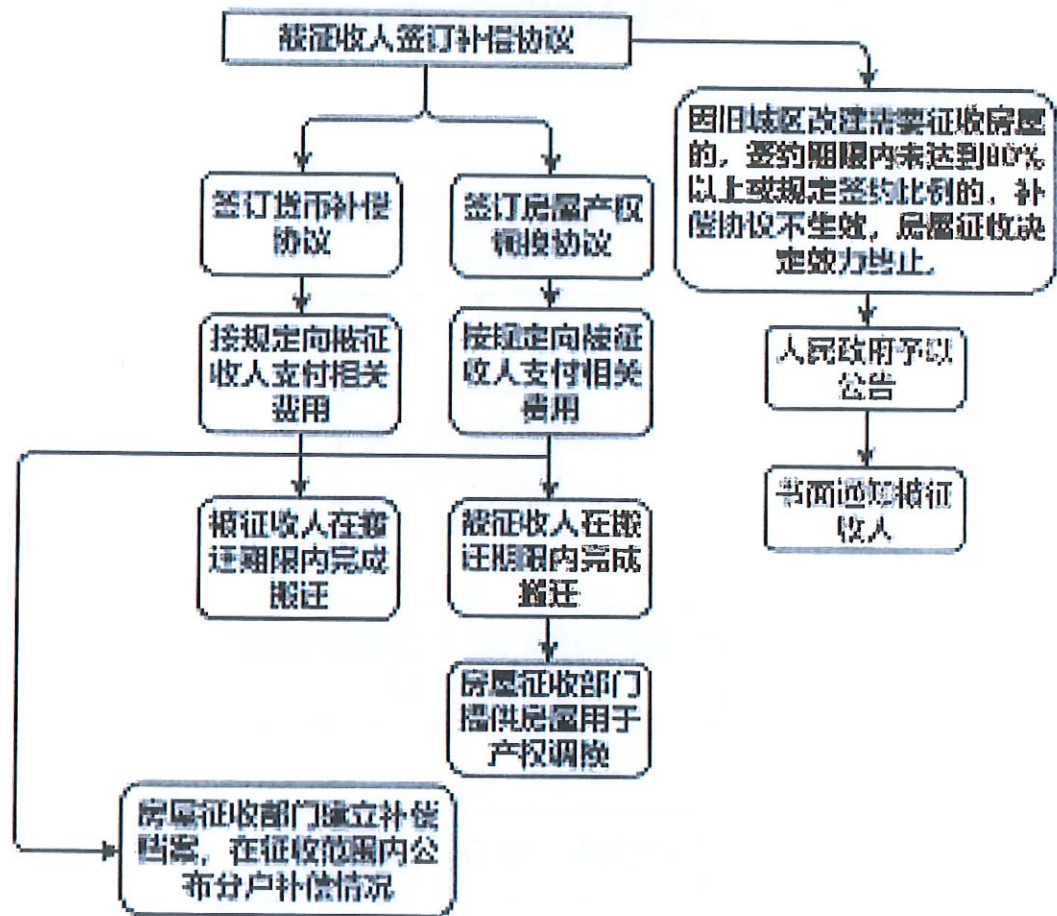 被征收人签订补偿协议
因旧城区改建需要征收房屋
的，签约期限内未达到80%
以上或规定签约比例的，补
偿协议不生效，房屋征收决
定效力终止。
签订货币补偿
协议
签订房屋产权
调换协议
按规定向被征
收人支付相关
费用
按规定向被征
收人支付相关
费用
人民政府予以
公告
书面通知被征
收人
被征收人在搬
迁期限内完成
搬迁
被征收人在搬
迁期限内完成
搬迁
房屋征收部门
提供房屋用于
产权调换
房屋征收部门建立补偿
档案，在征收范围内公
布分户补偿情况